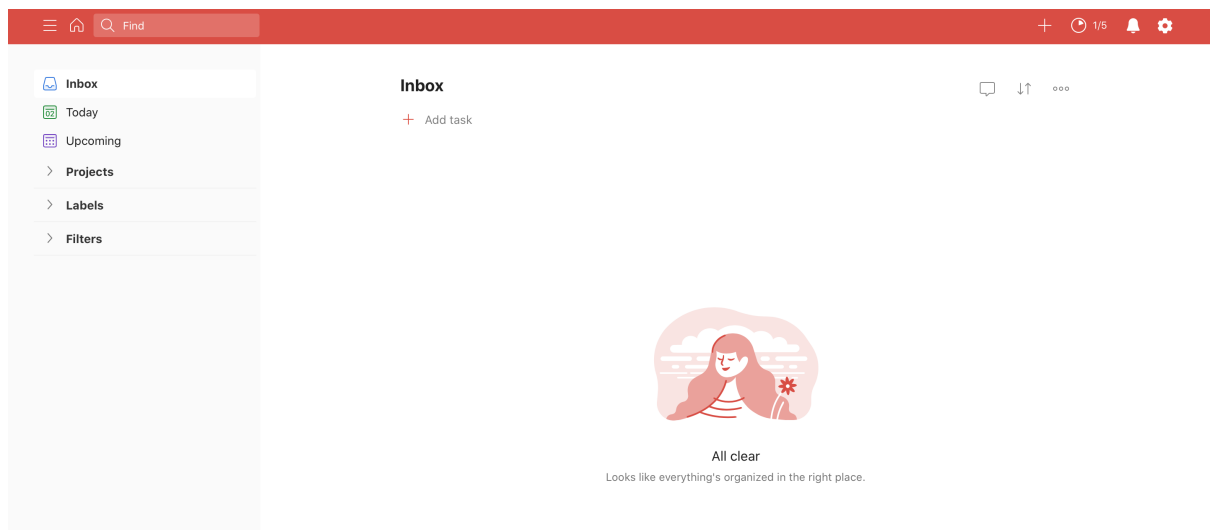 Find
1/5
Inbox
02
Today
Upcoming
Projects
Labels
Filters
Inbox
Add task
All clear
Looks like everything's organized in the right place.